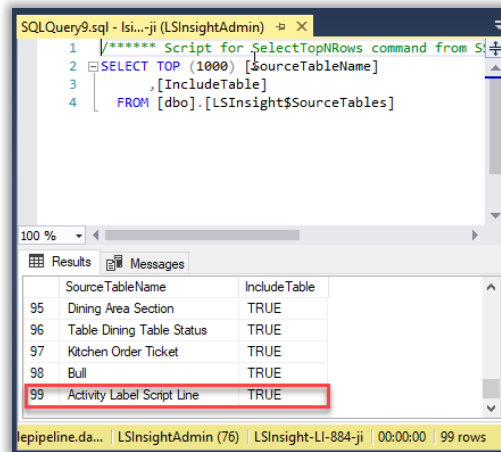 SQLQuery9.sql - lsi...-ji (LSInsightAdmin)
1 /****** Script for SelectTopNRows command from S
2 SELECT TOP (1000) [SourceTableName]
3 ,[IncludeTable]
4 FROM [dbo].[LSInsight$SourceTables]
100 %
Results Messages
SourceTableName IncludeTable
95 Dining Area Section TRUE
96 Table Dining Table Status TRUE
97 Kitchen Order Ticket TRUE
98 Bull TRUE
99 Activity Label Script Line TRUE
lepipeline.da... LSInsightAdmin (76) LSInsight-LI-884-ji 00:00:00 99 rows